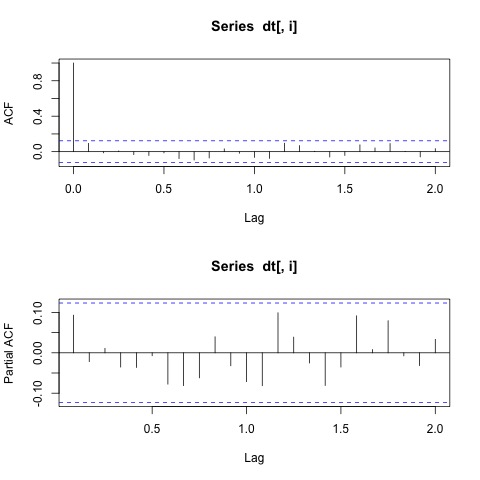 Series dt[, i]
ACF
0.8
0.4
0.0
0.0 0.5 1.0 1.5 2.0
Lag
Series dt[, i]
Partial ACF
0.10
0.00
-0.10
0.5 1.0 1.5 2.0
Lag